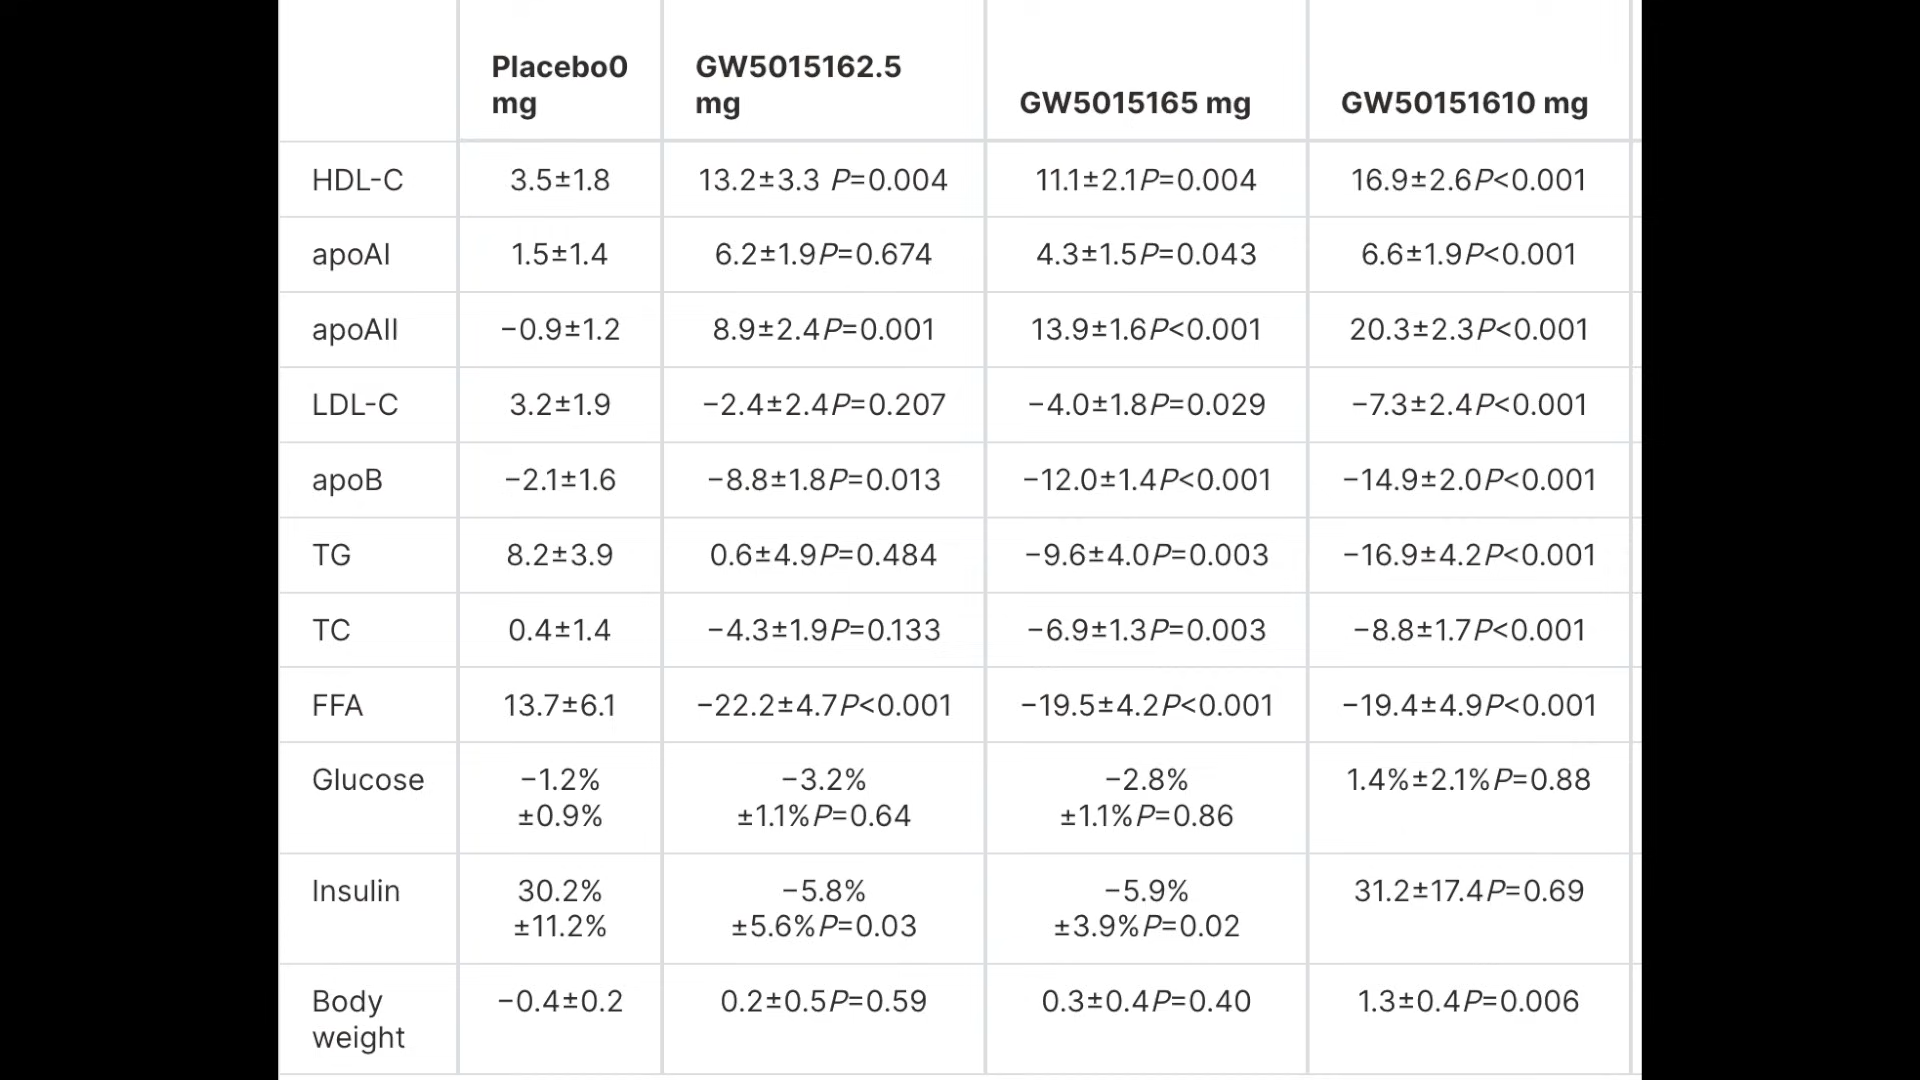 Placebo0 mg GW5015162.5 mg GW5015165 mg GW50151610 mg
HDL-C 3.5±1.8 13.2±3.3 P=0.004 11.1±2.1P=0.004 16.9±2.6P<0.001
apoAI 1.5±1.4 6.2±1.9P=0.674 4.3±1.5P=0.043 6.6±1.9P<0.001
apoAII −0.9±1.2 8.9±2.4P=0.001 13.9±1.6P<0.001 20.3±2.3P<0.001
LDL-C 3.2±1.9 −2.4±2.4P=0.207 −4.0±1.8P=0.029 −7.3±2.4P<0.001
apoB −2.1±1.6 −8.8±1.8P=0.013 −12.0±1.4P<0.001 −14.9±2.0P<0.001
TG 8.2±3.9 0.6±4.9P=0.484 −9.6±4.0P=0.003 −16.9±4.2P<0.001
TC 0.4±1.4 −4.3±1.9P=0.133 −6.9±1.3P=0.003 −8.8±1.7P<0.001
FFA 13.7±6.1 −22.2±4.7P<0.001 −19.5±4.2P<0.001 −19.4±4.9P<0.001
Glucose −1.2% −3.2% −2.8% 1.4%±2.1%P=0.88
±0.9% ±1.1%P=0.64 ±1.1%P=0.86
Insulin 30.2% −5.8% −5.9% 31.2±17.4P=0.69
±11.2% ±5.6%P=0.03 ±3.9%P=0.02
Body −0.4±0.2 0.2±0.5P=0.59 0.3±0.4P=0.40 1.3±0.4P=0.006
weight